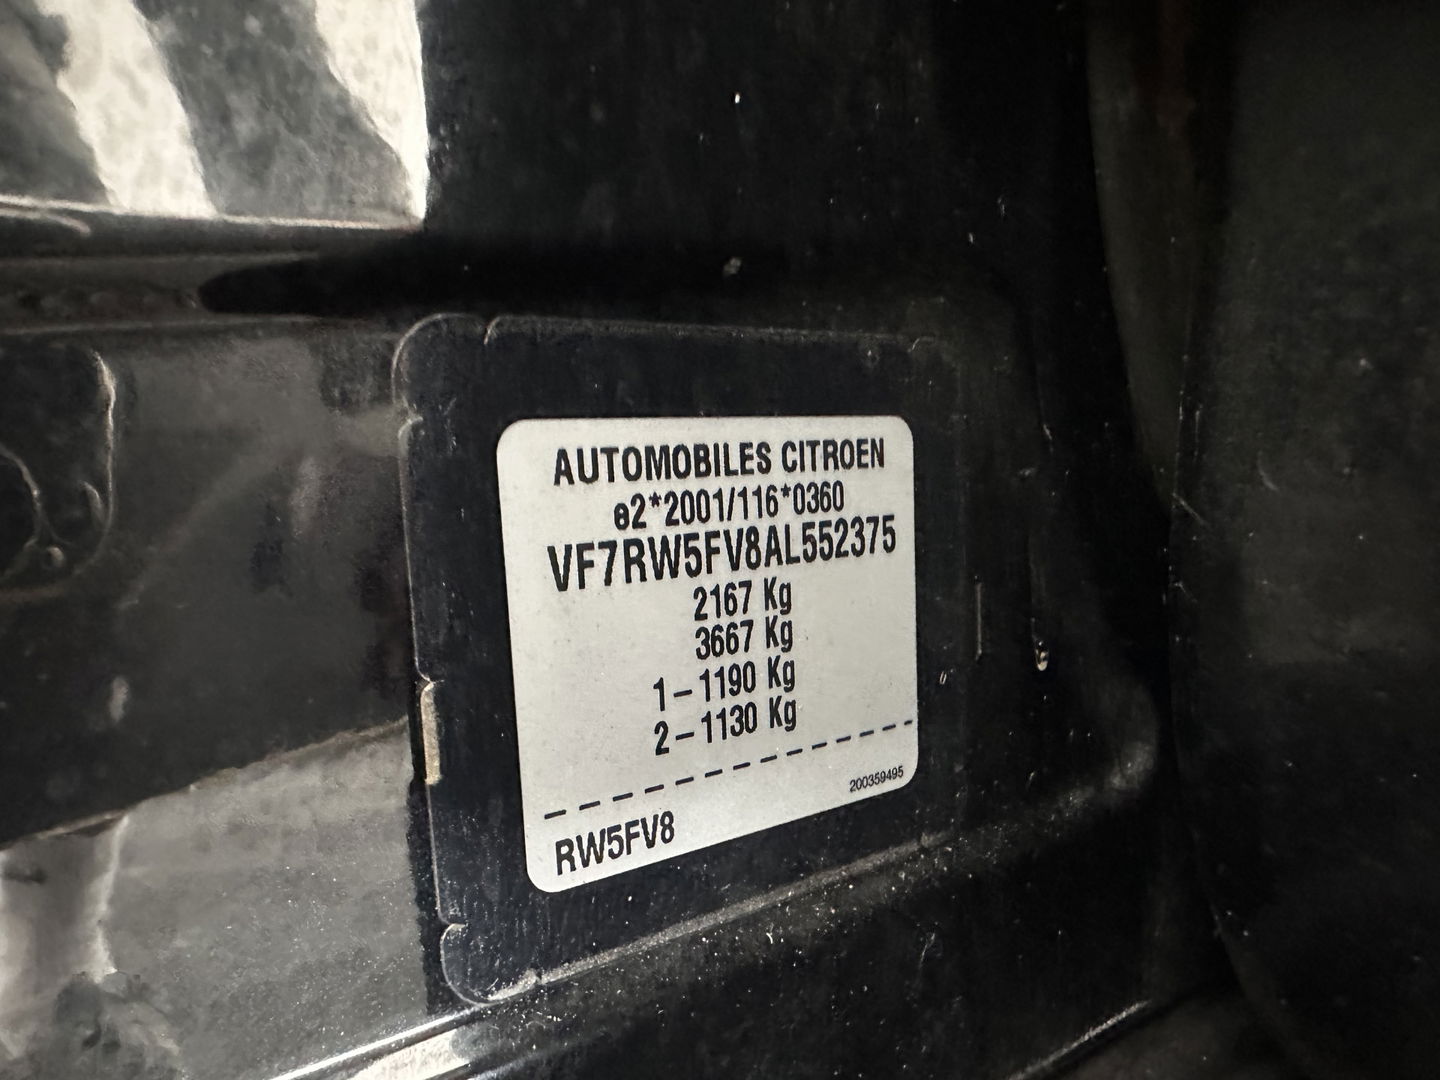 AUTOMOBILES CITROEN
e2*2001/116*0360
VF7RW5FV8AL552375
2167 Kg
3667 Kg
1-1190 Kg
2-1130 Kg
200359495
RW5FV8